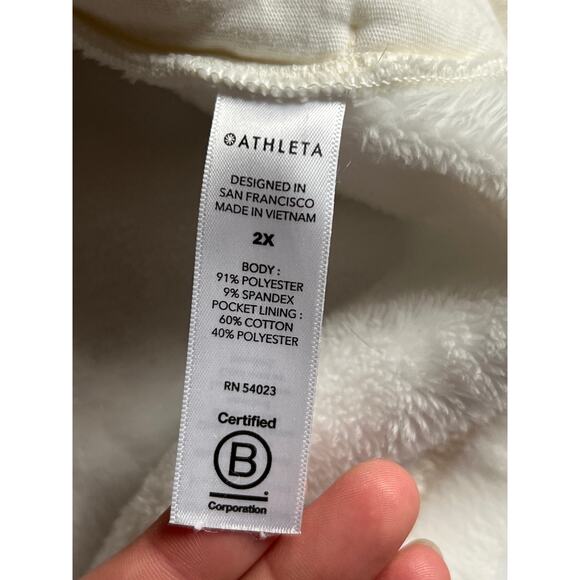 ATHLETA
DESIGNED IN
SAN FRANCISCO
MADE IN VIETNAM
2X
BODY :
91% POLYESTER
9% SPANDEX
POCKET LINING :
60% COTTON
40% POLYESTER
RN 54023
Certified
B
Corporation